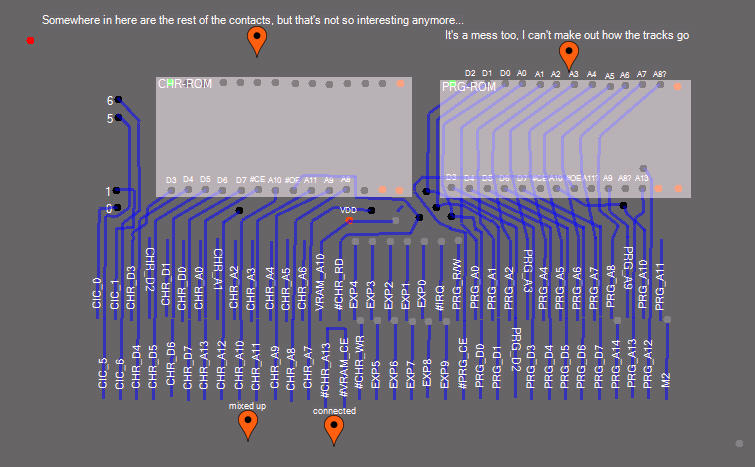 Somewhere in here are the rest of the contacts, but that's not so interesting anymore...
It's a mess too, I can't make out how the tracks go
CHR-ROM
PRG-ROM
D2 D1 D0 A0 A1 A2 A3 A4 A5 A6 A7 A8?
6
5
1
0
D3 D4 D5 D6 D7 #CE A10 #OE A11 A9 A8
D3 D4 D5 D6 D7 #CE A10 #OE A11? A9 A8? A13
VDD
CIC_0 CIC_1 CHR_D3 CHR_D2 CHR_D1 CHR_D0 CHR_A0 CHR_A1 CHR_A2 CHR_A3 CHR_A4 CHR_A5 CHR_A6 VRAM_A10 #CHR_RD EXP4 EXP3 EXP2 EXP1 EXP0 #IRQ PRG_R/W PRG_A0 PRG_A1 PRG_A2 PRG_A3 PRG_A4 PRG_A5 PRG_A6 PRG_A7 PRG_A8 PRG_A9 PRG_A10 PRG_A11
CIC_5 CIC_6 CHR_D4 CHR_D5 CHR_D6 CHR_D7 CHR_A13 CHR_A12 CHR_A10 CHR_A11 CHR_A9 CHR_A8 CHR_A7 #CHR_A13 #VRAM_CE #CHR_WR EXP5 EXP6 EXP7 EXP8 EXP9 #PRG_CE PRG_D0 PRG_D1 PRG_D2 PRG_D3 PRG_D4 PRG_D5 PRG_D6 PRG_D7 PRG_A14 PRG_A13 PRG_A12 M2
mixed up
connected